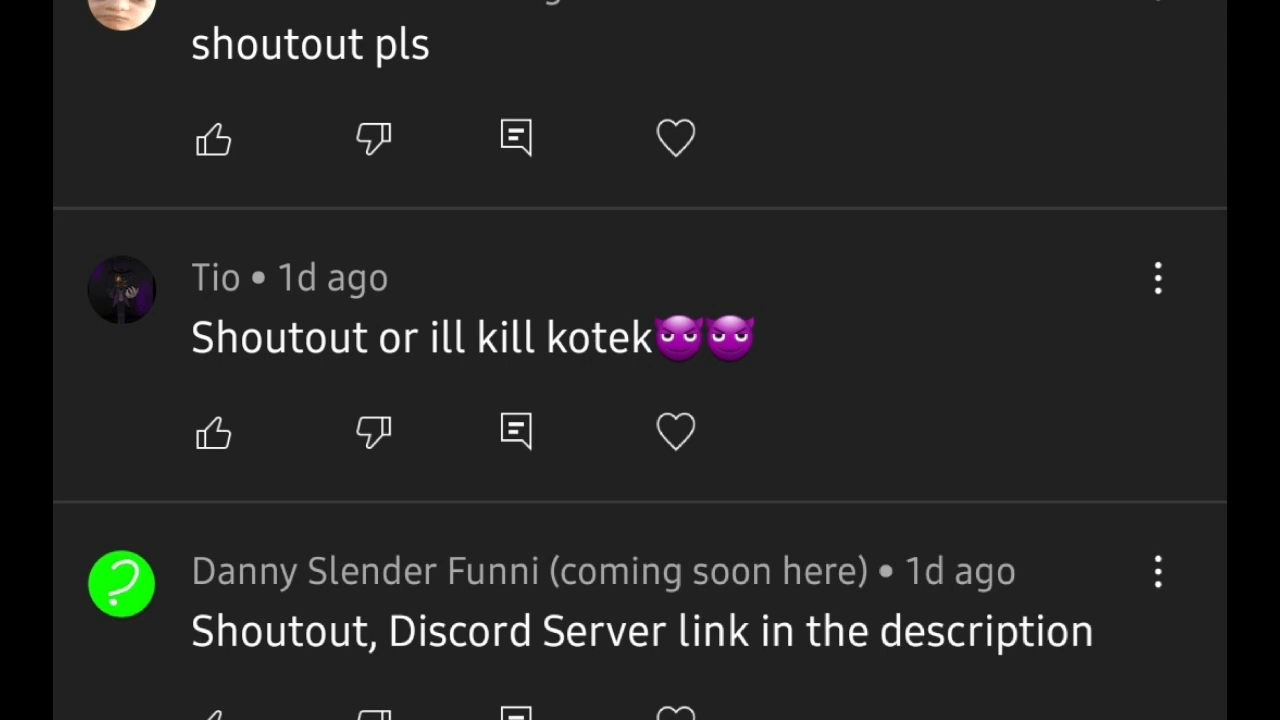 shoutout pls
Tio • 1d ago
Shoutout or ill kill kotek😈😈
Danny Slender Funni (coming soon here) • 1d ago
Shoutout, Discord Server link in the description